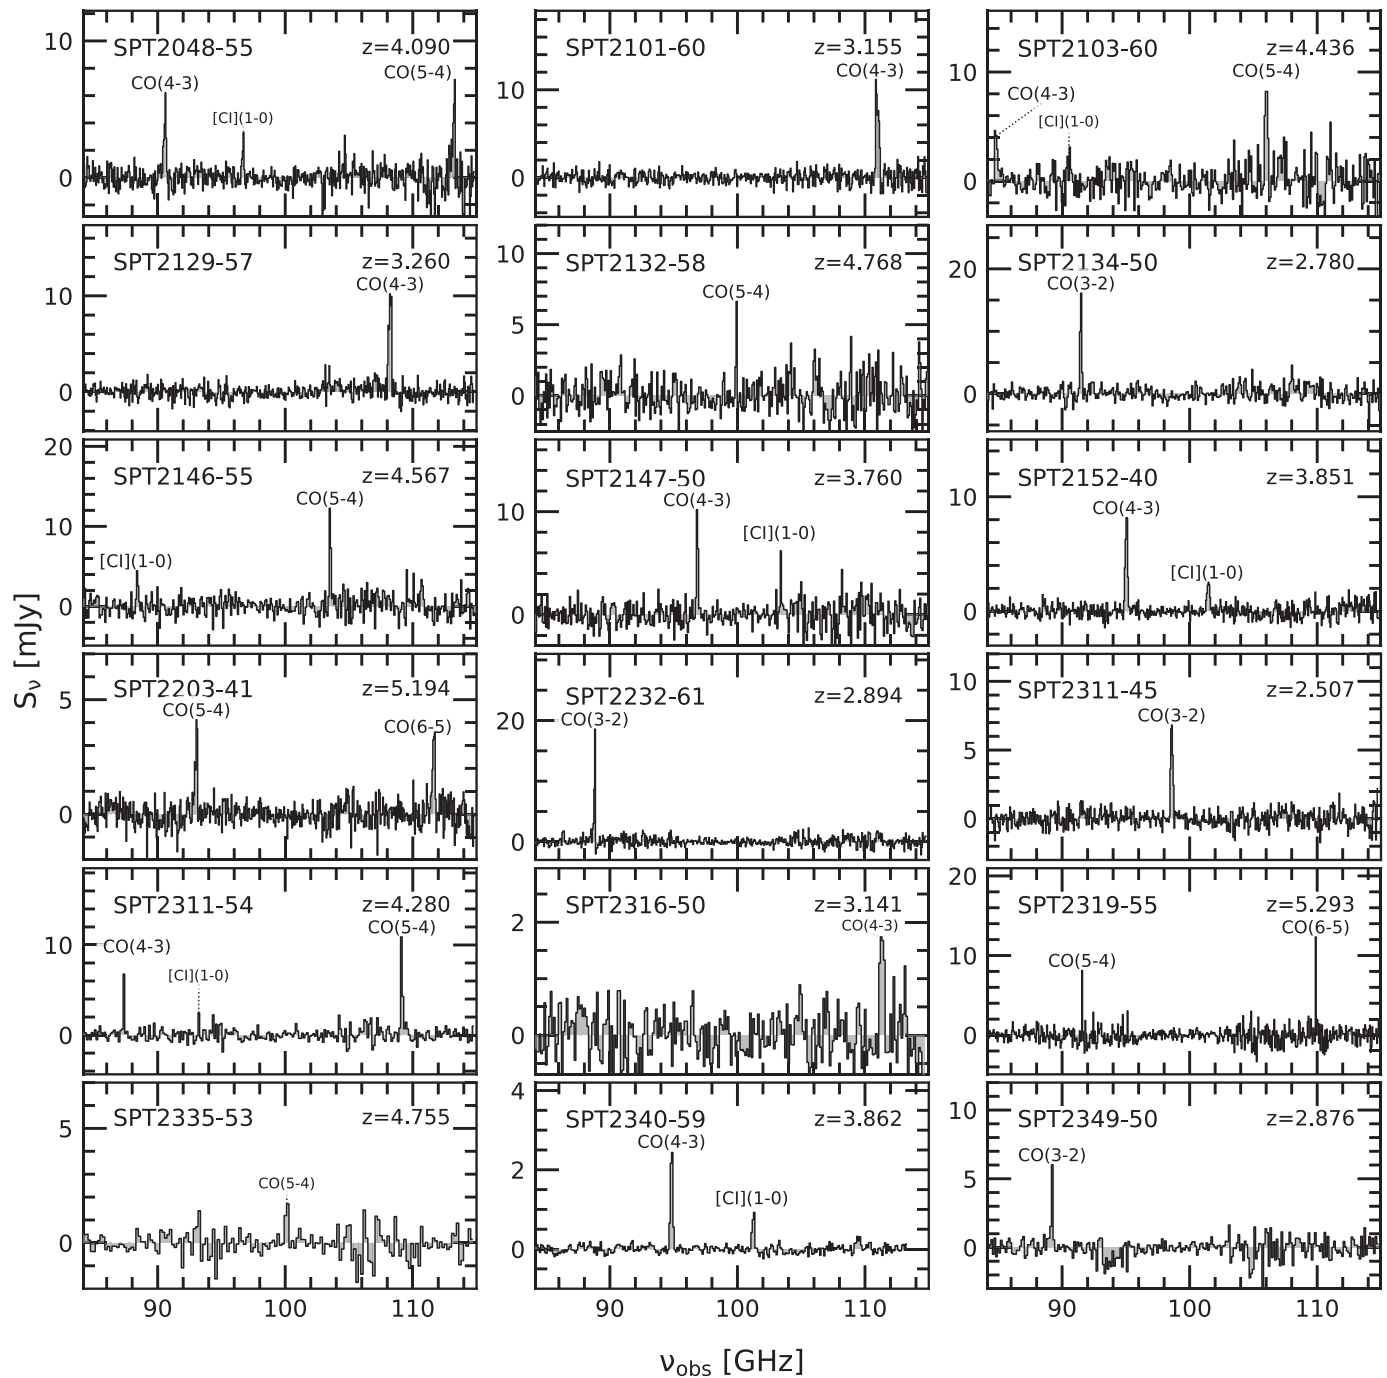 SPT2048-55 z=4.090
CO(4-3) [CI](1-0) CO(5-4)
10
0
SPT2101-60 z=3.155
CO(4-3)
10
0
SPT2103-60 z=4.436
CO(4-3) [CI](1-0) CO(5-4)
10
0
SPT2129-57 z=3.260
CO(4-3)
10
0
SPT2132-58 z=4.768
CO(5-4)
10
5
0
SPT2134-50 z=2.780
CO(3-2)
20
0
SPT2146-55 z=4.567
[CI](1-0) CO(5-4)
20
10
0
SPT2147-50 z=3.760
CO(4-3) [CI](1-0)
10
0
SPT2152-40 z=3.851
CO(4-3) [CI](1-0)
10
0
Sν [mJy]
SPT2203-41 z=5.194
CO(5-4) CO(6-5)
5
0
SPT2232-61 z=2.894
CO(3-2)
20
0
SPT2311-45 z=2.507
CO(3-2)
10
5
0
SPT2311-54 z=4.280
CO(4-3) [CI](1-0) CO(5-4)
10
0
SPT2316-50 z=3.141
CO(4-3)
2
0
SPT2319-55 z=5.293
CO(5-4) CO(6-5)
20
10
0
SPT2335-53 z=4.755
CO(5-4)
5
0
SPT2340-59 z=3.862
CO(4-3) [CI](1-0)
4
2
0
SPT2349-50 z=2.876
CO(3-2)
10
5
0
90 100 110
90 100 110
90 100 110
νobs [GHz]